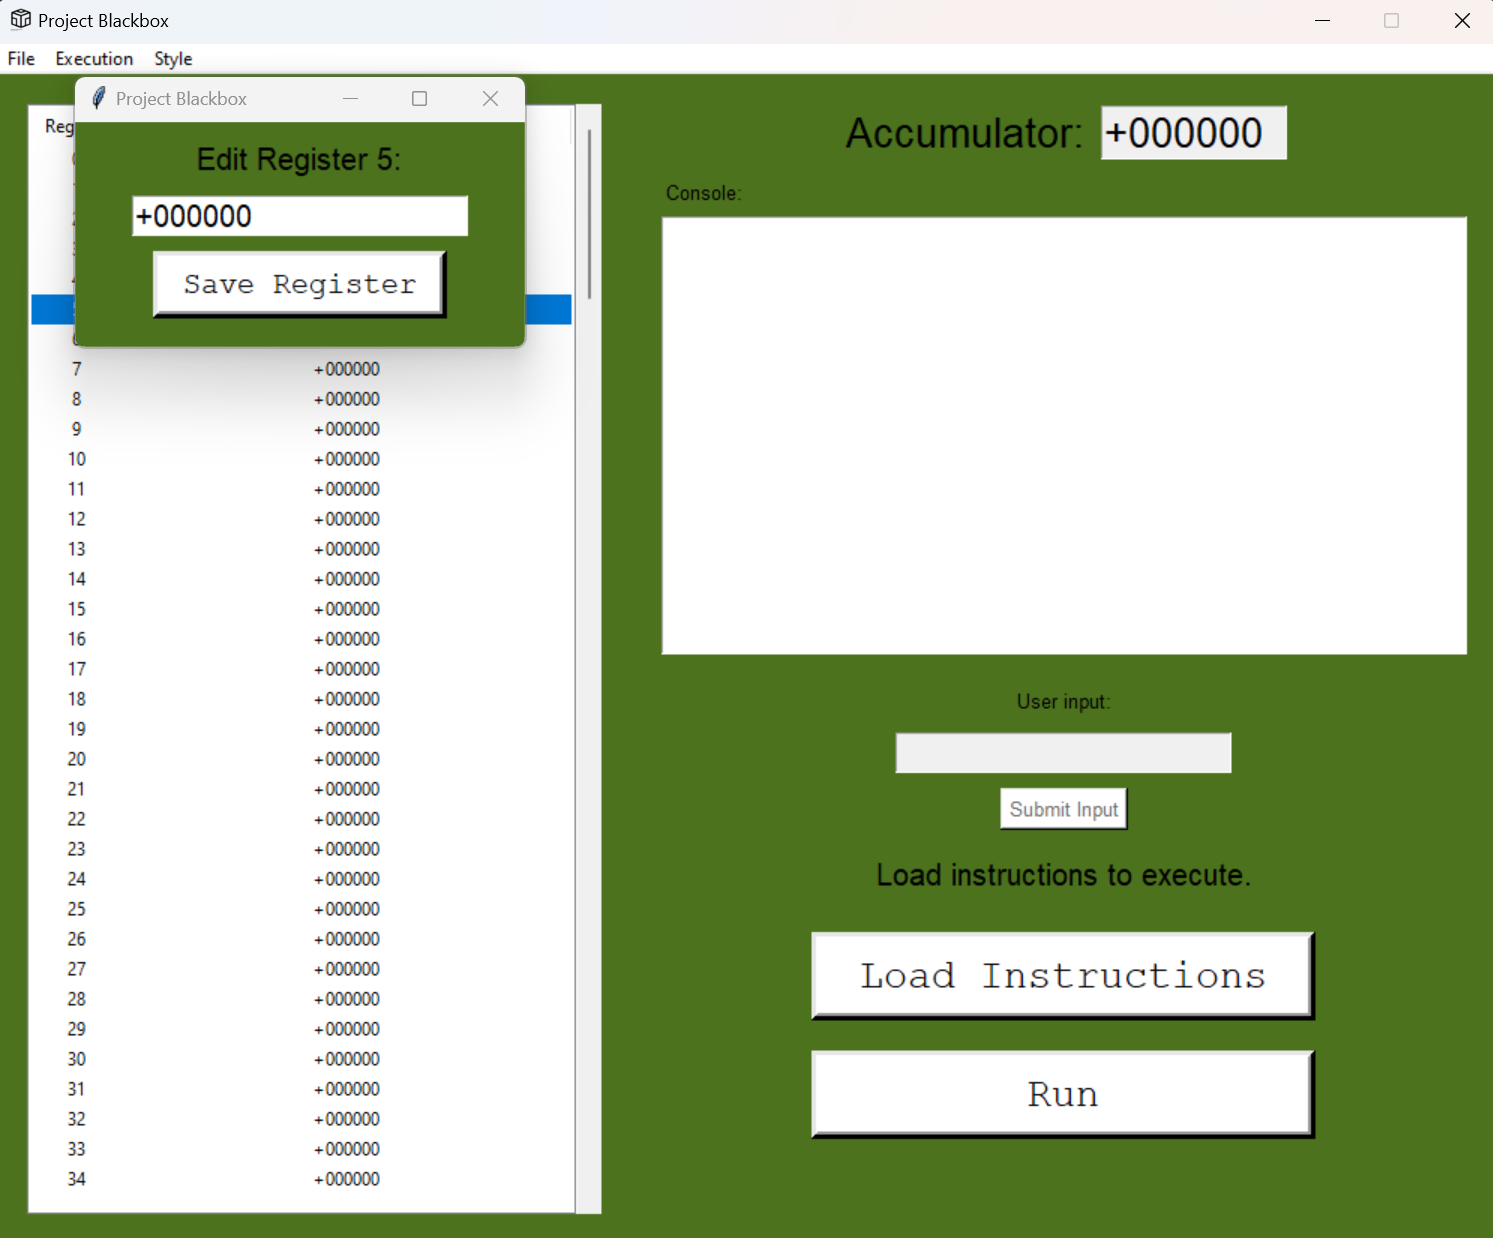 Project Blackbox
File Execution Style
Project Blackbox
Edit Register 5:
+000000
Save Register
7 +000000
8 +000000
9 +000000
10 +000000
11 +000000
12 +000000
13 +000000
14 +000000
15 +000000
16 +000000
17 +000000
18 +000000
19 +000000
20 +000000
21 +000000
22 +000000
23 +000000
24 +000000
25 +000000
26 +000000
27 +000000
28 +000000
29 +000000
30 +000000
31 +000000
32 +000000
33 +000000
34 +000000
Accumulator: +000000
Console:
User input:
Submit Input
Load instructions to execute.
Load Instructions
Run